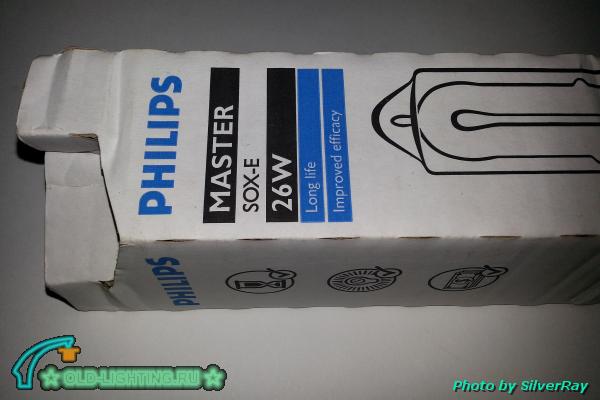 PHILIPS
MASTER
SOX-E
26W
Long life
Improved efficacy
PHILIPS
OLD-LIGHTING.RU
Photo by SilverRay